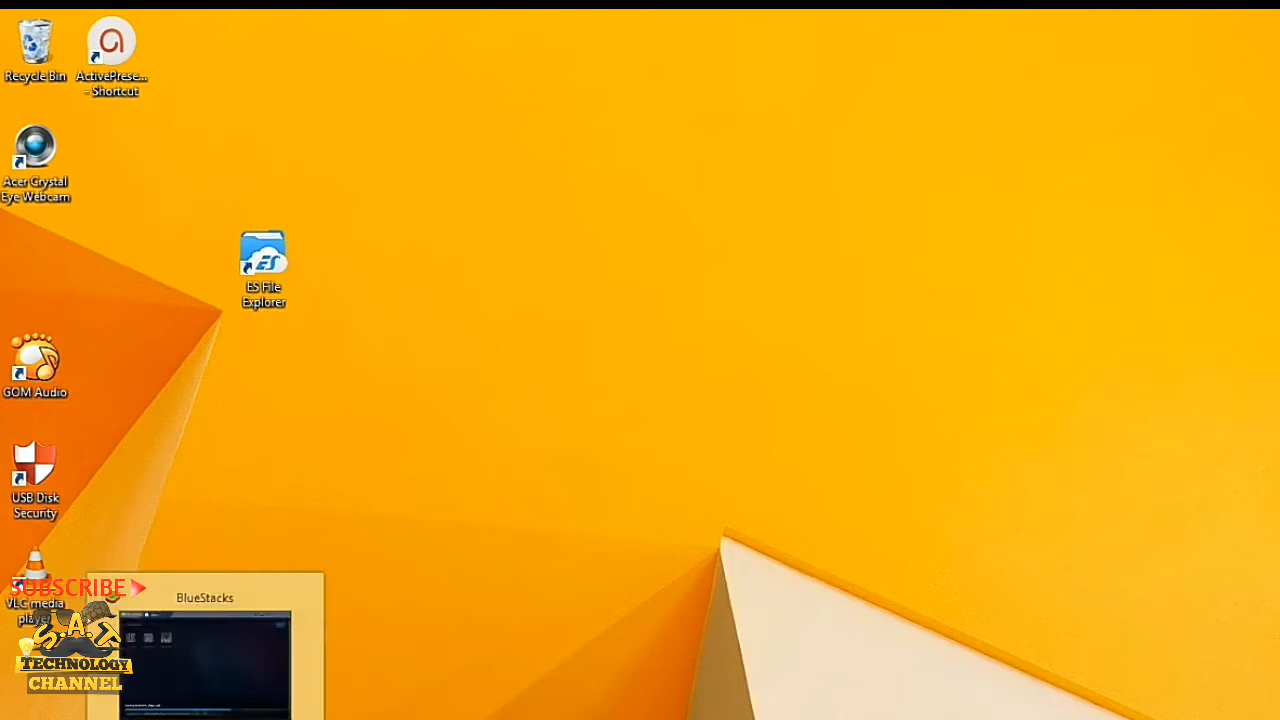 Recycle Bin
ActivePrese...
- Shortcut
Acer Crystal
Eye Webcam
ES File
Explorer
GOM Audio
USB Disk
Security
SUBSCRIBE
VLC media
player
BlueStacks
S.A.T
TECHNOLOGY
CHANNEL